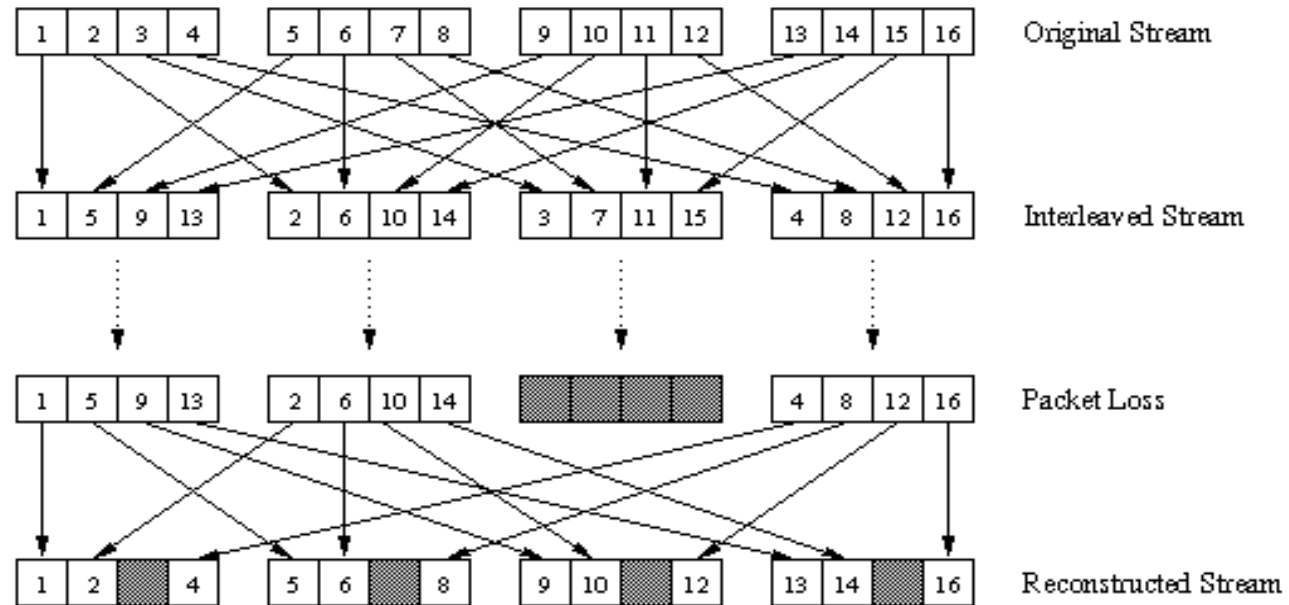 1 2 3 4 5 6 7 8 9 10 11 12 13 14 15 16 Original Stream
1 5 9 13 2 6 10 14 3 7 11 15 4 8 12 16 Interleaved Stream
1 5 9 13 2 6 10 14 4 8 12 16 Packet Loss
1 2 4 5 6 8 9 10 12 13 14 16 Reconstructed Stream